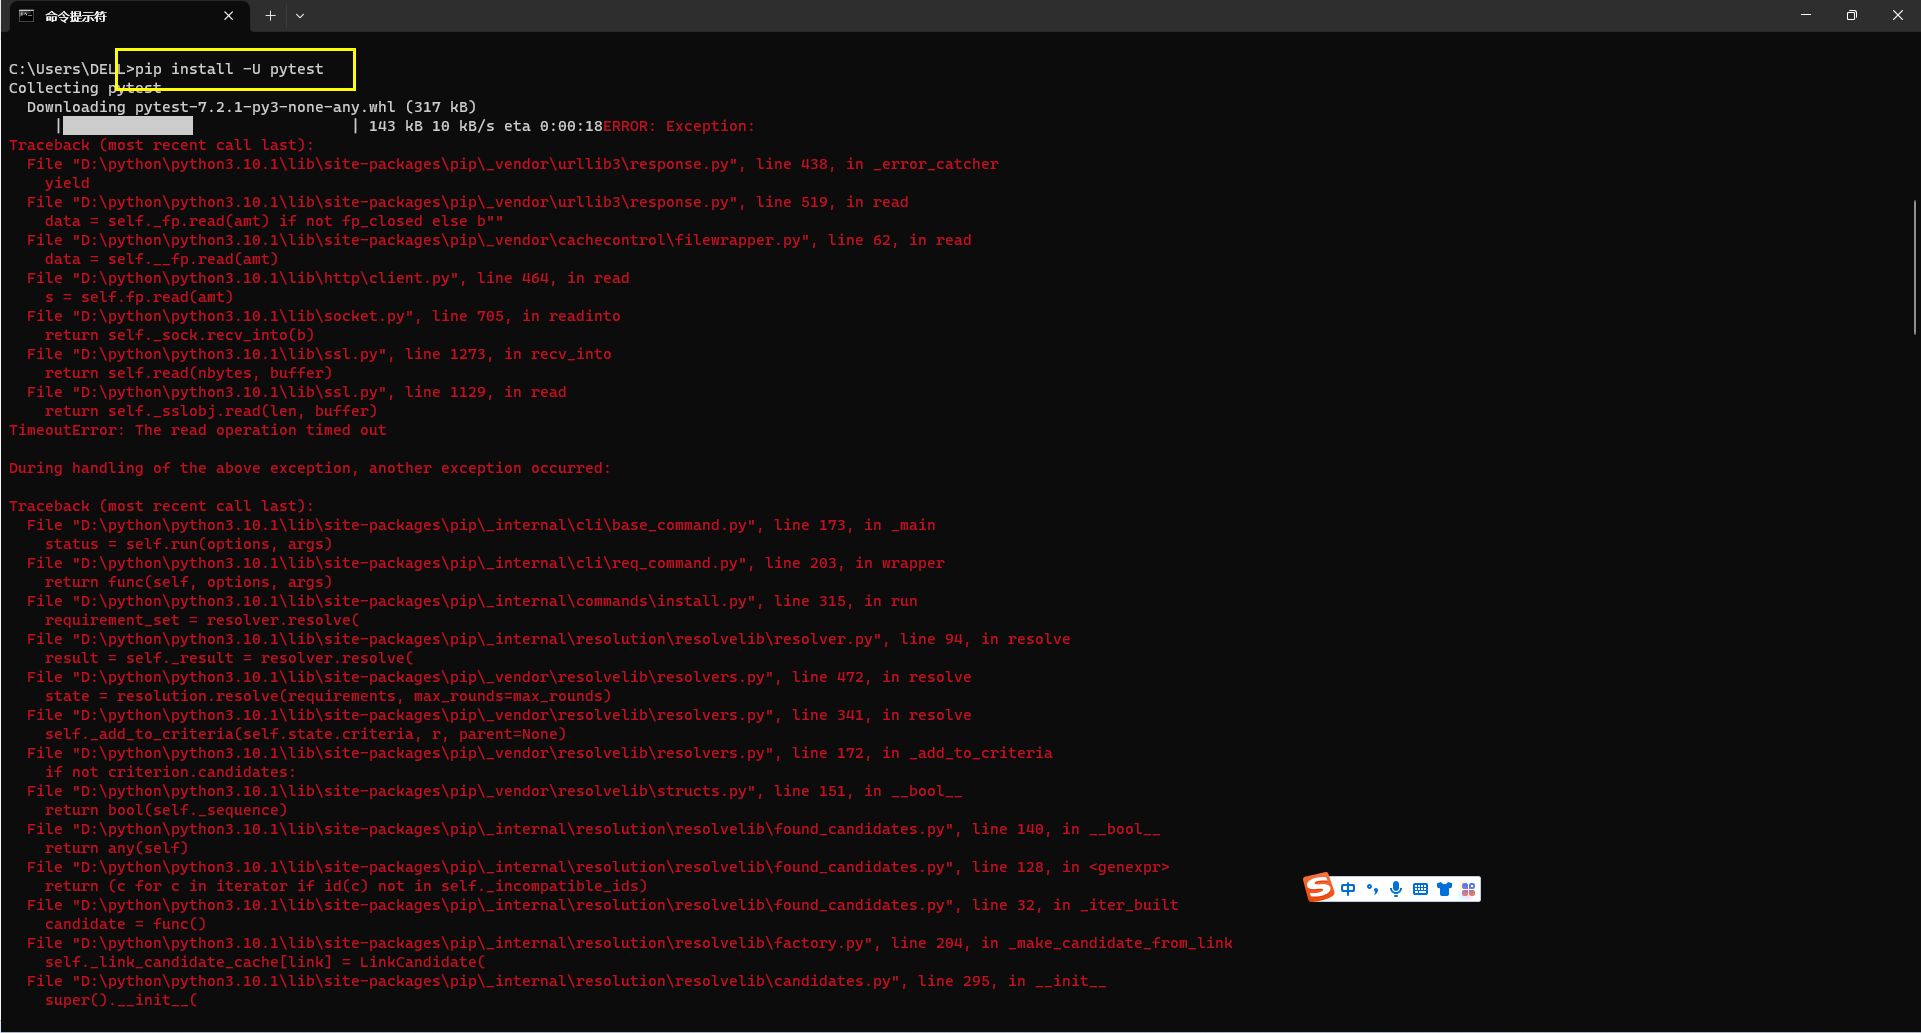 命令提示符
C:\Users\DELL>pip install -U pytest
Collecting pytest
Downloading pytest-7.2.1-py3-none-any.whl (317 kB)
| | 143 kB 10 kB/s eta 0:00:18ERROR: Exception:
Traceback (most recent call last):
File "D:\python\python3.10.1\lib\site-packages\pip\_vendor\urllib3\response.py", line 438, in _error_catcher
yield
File "D:\python\python3.10.1\lib\site-packages\pip\_vendor\urllib3\response.py", line 519, in read
data = self._fp.read(amt) if not fp_closed else b""
File "D:\python\python3.10.1\lib\site-packages\pip\_vendor\cachecontrol\filewrapper.py", line 62, in read
data = self.__fp.read(amt)
File "D:\python\python3.10.1\lib\http\client.py", line 464, in read
s = self.fp.read(amt)
File "D:\python\python3.10.1\lib\socket.py", line 705, in readinto
return self._sock.recv_into(b)
File "D:\python\python3.10.1\lib\ssl.py", line 1273, in recv_into
return self.read(nbytes, buffer)
File "D:\python\python3.10.1\lib\ssl.py", line 1129, in read
return self._sslobj.read(len, buffer)
TimeoutError: The read operation timed out
During handling of the above exception, another exception occurred:
Traceback (most recent call last):
File "D:\python\python3.10.1\lib\site-packages\pip\_internal\cli\base_command.py", line 173, in _main
status = self.run(options, args)
File "D:\python\python3.10.1\lib\site-packages\pip\_internal\cli\req_command.py", line 203, in wrapper
return func(self, options, args)
File "D:\python\python3.10.1\lib\site-packages\pip\_internal\commands\install.py", line 315, in run
requirement_set = resolver.resolve(
File "D:\python\python3.10.1\lib\site-packages\pip\_internal\resolution\resolvelib\resolver.py", line 94, in resolve
result = self._result = resolver.resolve(
File "D:\python\python3.10.1\lib\site-packages\pip\_vendor\resolvelib\resolvers.py", line 472, in resolve
state = resolution.resolve(requirements, max_rounds=max_rounds)
File "D:\python\python3.10.1\lib\site-packages\pip\_vendor\resolvelib\resolvers.py", line 341, in resolve
self._add_to_criteria(self.state.criteria, r, parent=None)
File "D:\python\python3.10.1\lib\site-packages\pip\_vendor\resolvelib\resolvers.py", line 172, in _add_to_criteria
if not criterion.candidates:
File "D:\python\python3.10.1\lib\site-packages\pip\_vendor\resolvelib\structs.py", line 151, in __bool__
return bool(self._sequence)
File "D:\python\python3.10.1\lib\site-packages\pip\_internal\resolution\resolvelib\found_candidates.py", line 140, in __bool__
return any(self)
File "D:\python\python3.10.1\lib\site-packages\pip\_internal\resolution\resolvelib\found_candidates.py", line 128, in <genexpr>
return (c for c in iterator if id(c) not in self._incompatible_ids)
File "D:\python\python3.10.1\lib\site-packages\pip\_internal\resolution\resolvelib\found_candidates.py", line 32, in _iter_built
candidate = func()
File "D:\python\python3.10.1\lib\site-packages\pip\_internal\resolution\resolvelib\factory.py", line 204, in _make_candidate_from_link
self._link_candidate_cache[link] = LinkCandidate(
File "D:\python\python3.10.1\lib\site-packages\pip\_internal\resolution\resolvelib\candidates.py", line 295, in __init__
super().__init__(
中